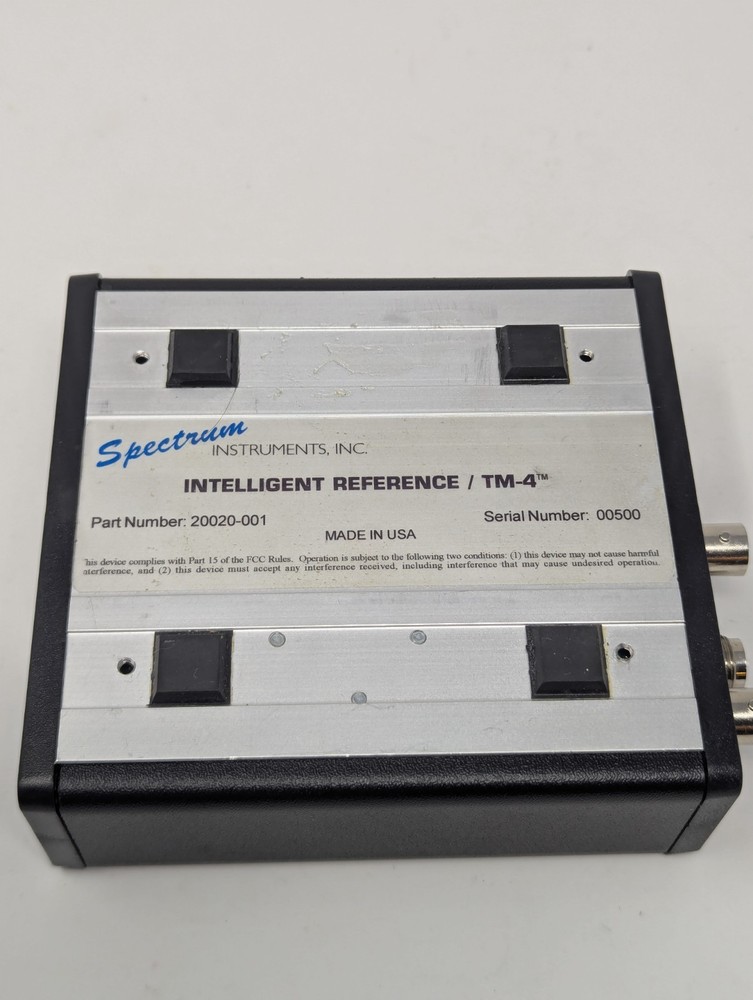 Spectrum
INSTRUMENTS, INC.
INTELLIGENT REFERENCE / TM-4™
Part Number: 20020-001
Serial Number: 00500
MADE IN USA
his device complies with Part 15 of the FCC Rules. Operation is subject to the following two conditions: (1) this device may not cause harmful
nterference, and (2) this device must accept any interference received, including interference that may cause undesired operation.